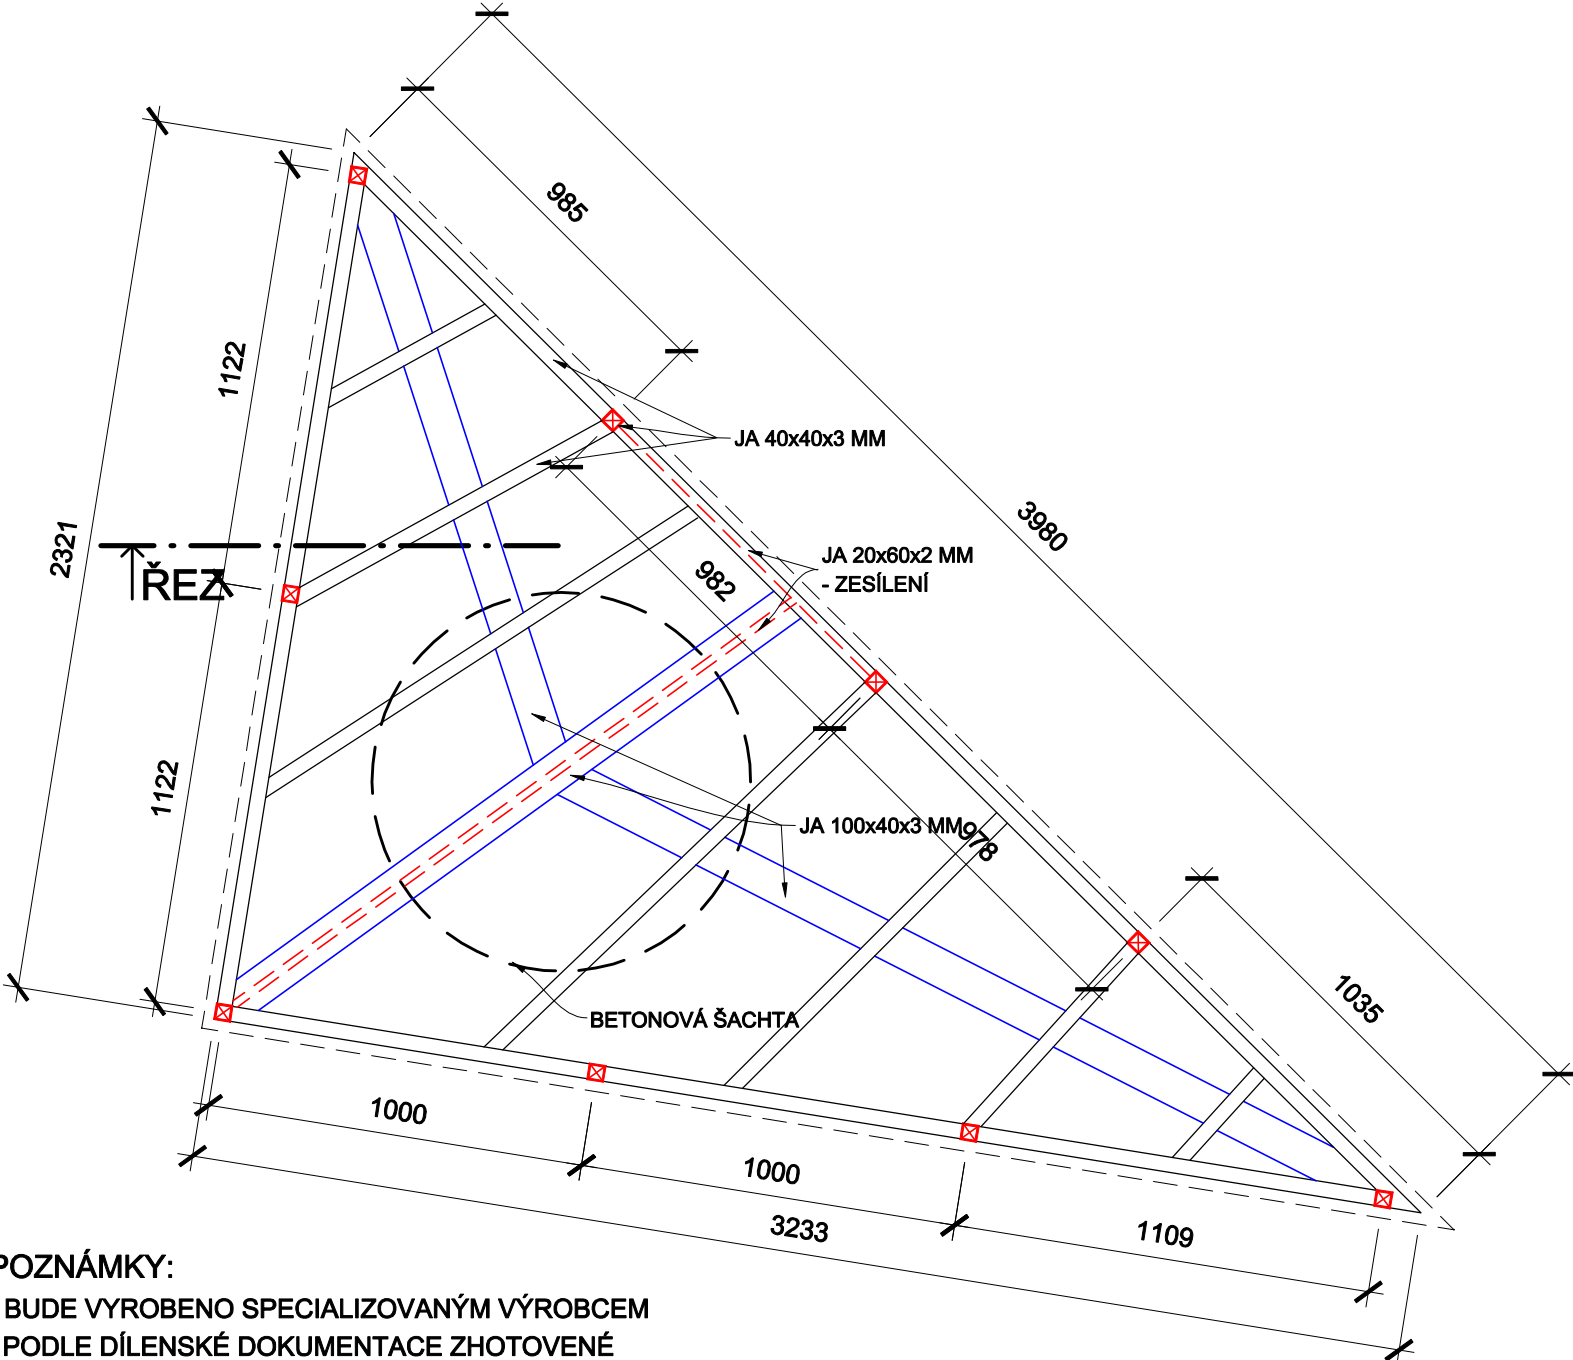 985
1122
JA 40x40x3 MM
3980
2321
JA 20x60x2 MM
- ZESÍLENÍ
ŘEZ
982
1122
JA 100x40x3 MM
978
1035
BETONOVÁ ŠACHTA
1000
1000
3233
1109
POZNÁMKY:
BUDE VYROBENO SPECIALIZOVANÝM VÝROBCEM
PODLE DÍLENSKÉ DOKUMENTACE ZHOTOVENÉ